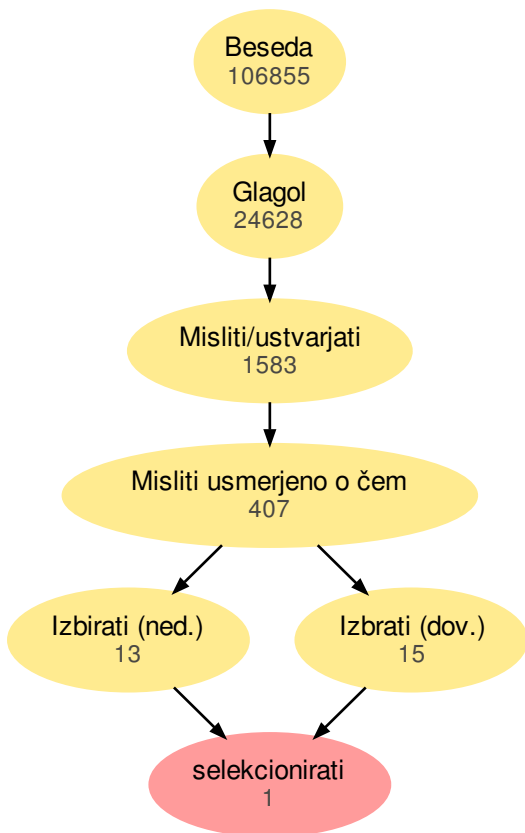 Beseda
106855
Glagol
24628
Misliti/ustvarjati
1583
Misliti usmerjeno o čem
407
Izbirati (ned.)
13
Izbrati (dov.)
15
selekcionirati
1